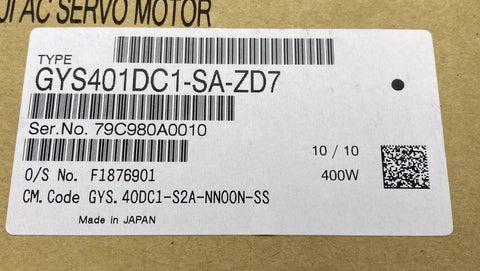 JI AC SERVO MOTOR
TYPE
GYS401DC1-SA-ZD7
Ser.No. 79C980A0010
10 / 10
O/S No. F1876901
400W
CM. Code GYS. 40DC1-S2A-NN00N-SS
Made in JAPAN